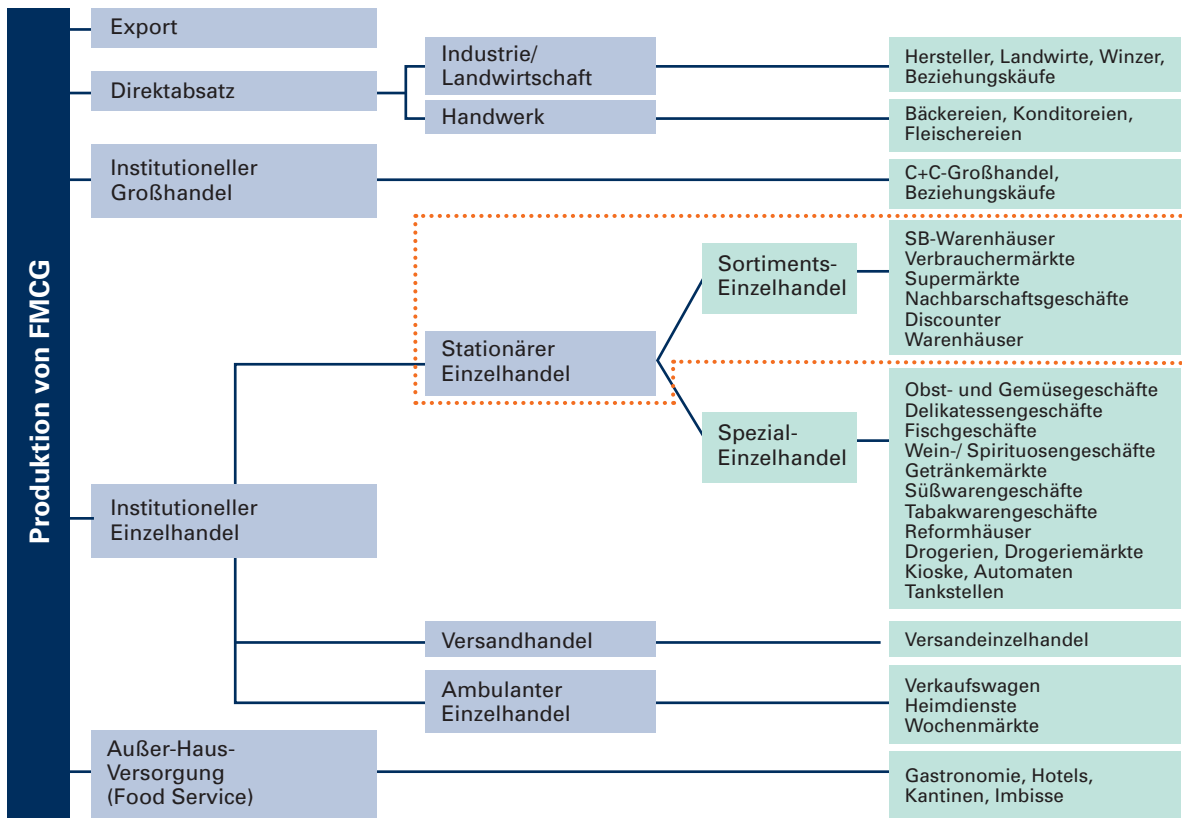 Produktion von FMCG
Export
Direktabsatz
Industrie/
Landwirtschaft
Hersteller, Landwirte, Winzer,
Beziehungskäufe
Handwerk
Bäckereien, Konditoreien,
Fleischereien
Institutioneller
Großhandel
C+C-Großhandel,
Beziehungskäufe
Institutioneller
Einzelhandel
Stationärer
Einzelhandel
Sortiments-
Einzelhandel
SB-Warenhäuser
Verbrauchermärkte
Supermärkte
Nachbarschaftsgeschäfte
Discounter
Warenhäuser
Spezial-
Einzelhandel
Obst- und Gemüsegeschäfte
Delikatessengeschäfte
Fischgeschäfte
Wein-/ Spirituosengeschäfte
Getränkemärkte
Süßwarengeschäfte
Tabakwarengeschäfte
Reformhäuser
Drogerien, Drogeriemärkte
Kioske, Automaten
Tankstellen
Versandhandel
Versandeinzelhandel
Ambulanter
Einzelhandel
Verkaufswagen
Heimdienste
Wochenmärkte
Außer-Haus-
Versorgung
(Food Service)
Gastronomie, Hotels,
Kantinen, Imbisse